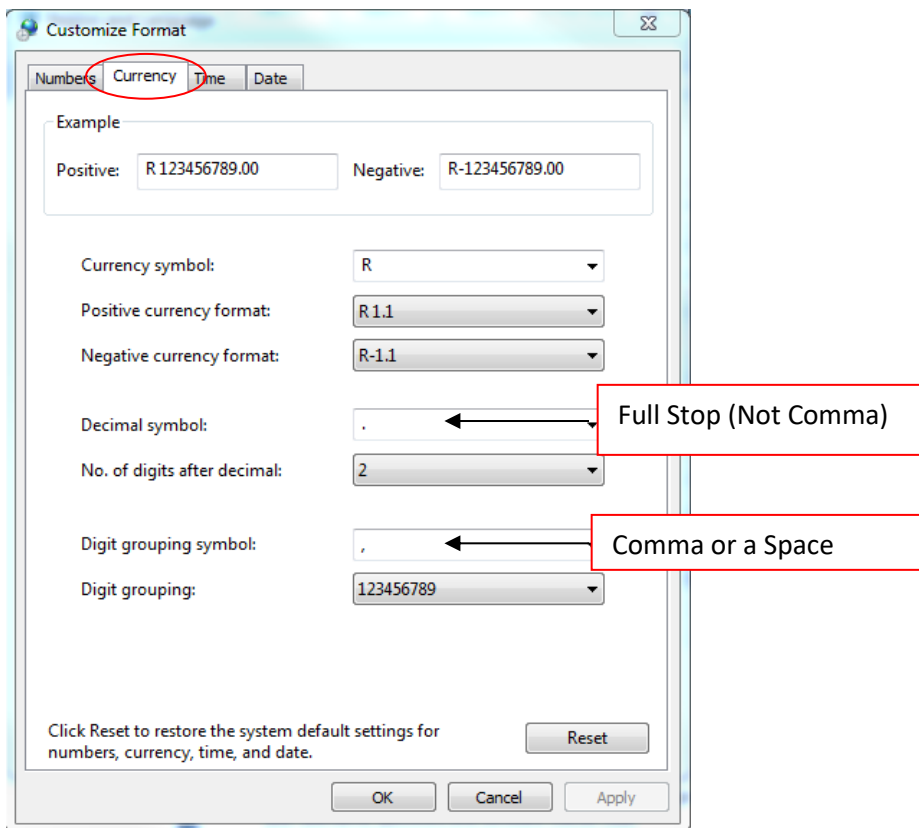 Customize Format
Numbers Currency Time Date
Example
Positive: R 123456789.00 Negative: R-123456789.00
Currency symbol: R
Positive currency format: R 1.1
Negative currency format: R-1.1
Decimal symbol: . Full Stop (Not Comma)
No. of digits after decimal: 2
Digit grouping symbol: , Comma or a Space
Digit grouping: 123456789
Click Reset to restore the system default settings for Reset
numbers, currency, time, and date.
OK Cancel Apply